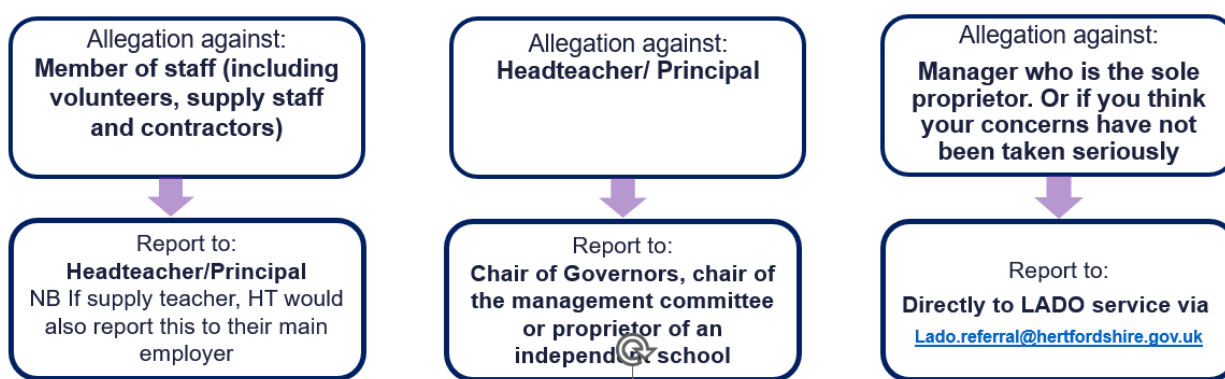 Allegation against:
Member of staff (including
volunteers, supply staff
and contractors)
Report to:
Headteacher/Principal
NB If supply teacher, HT would
also report this to their main
employer
Allegation against:
Headteacher/ Principal
Report to:
Chair of Governors, chair of
the management committee
or proprietor of an
independent school
Allegation against:
Manager who is the sole
proprietor. Or if you think
your concerns have not
been taken seriously
Report to:
Directly to LADO service via
Lado.referral@hertfordshire.gov.uk